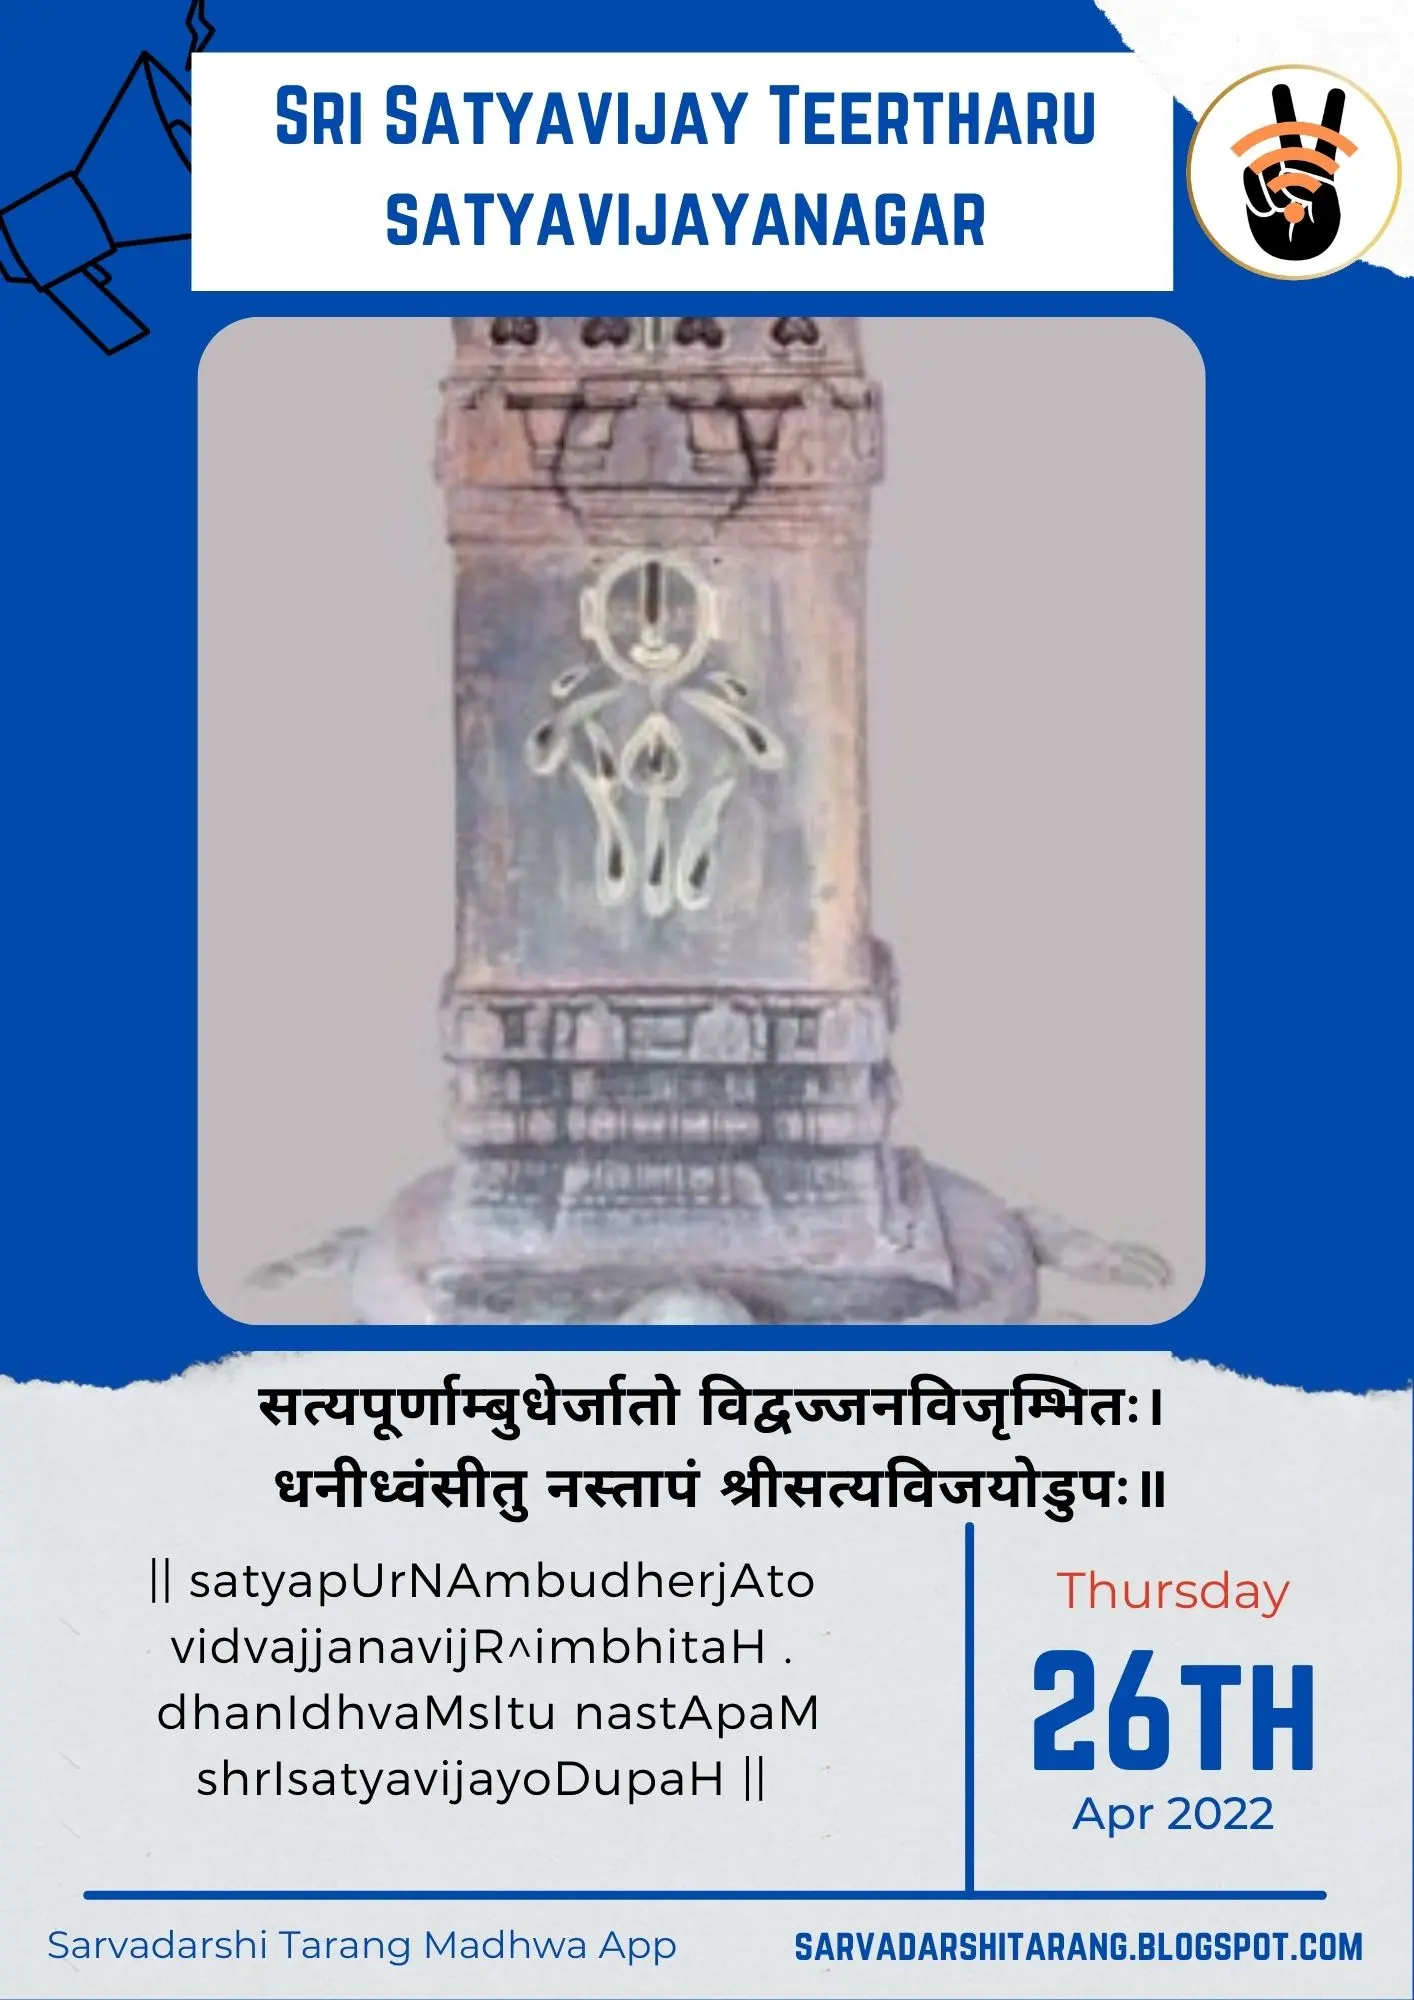 Sri Satyavijay Teertharu
satyavijayanagar
सत्यपूर्णाम्बुधेर्जातो विद्वज्जनविजृम्भितः।
धनीध्वंसीतु नस्तापं श्रीसत्यविजयोडुपः॥
|| satyapUrNAmbudherjAto
vidvajjanavijR^imbhitaH .
dhanIdhvaMsItu nastApaM
shrIsatyavijayoDupaH ||
Thursday
26th
Apr 2022
Sarvadarshi Tarang Madhwa App
sarvadarshitarang.blogspot.com